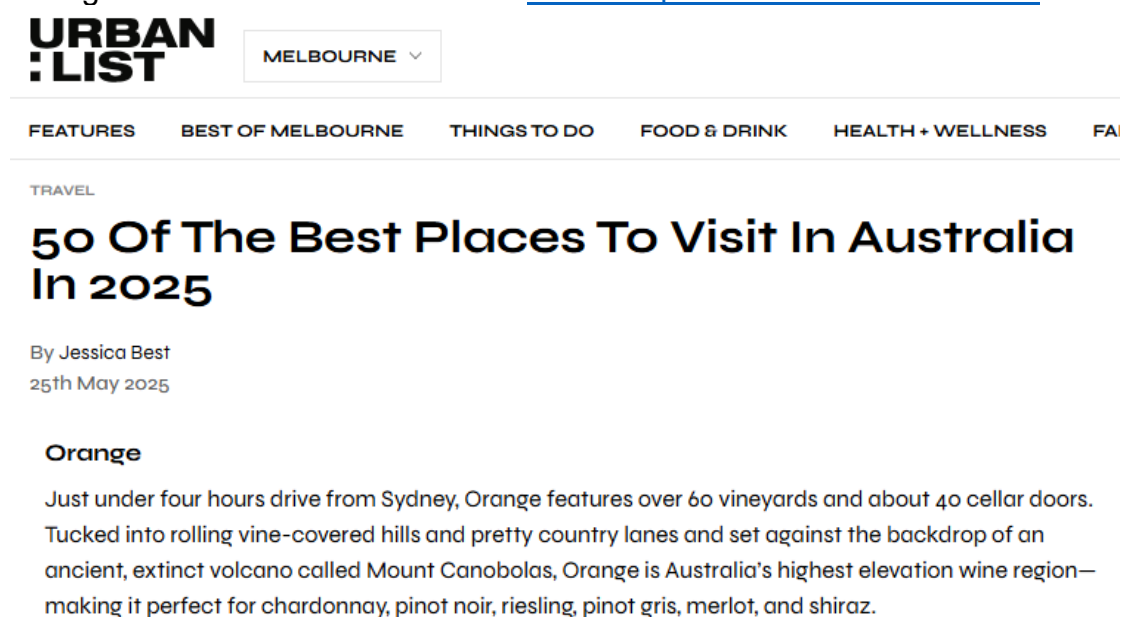 URBAN
:LIST
MELBOURNE
FEATURES BEST OF MELBOURNE THINGS TO DO FOOD & DRINK HEALTH + WELLNESS
TRAVEL
50 Of The Best Places To Visit In Australia
In 2025
By Jessica Best
25th May 2025
Orange
Just under four hours drive from Sydney, Orange features over 60 vineyards and about 40 cellar doors.
Tucked into rolling vine-covered hills and pretty country lanes and set against the backdrop of an
ancient, extinct volcano called Mount Canobolas, Orange is Australia's highest elevation wine region—
making it perfect for chardonnay, pinot noir, riesling, pinot gris, merlot, and shiraz.